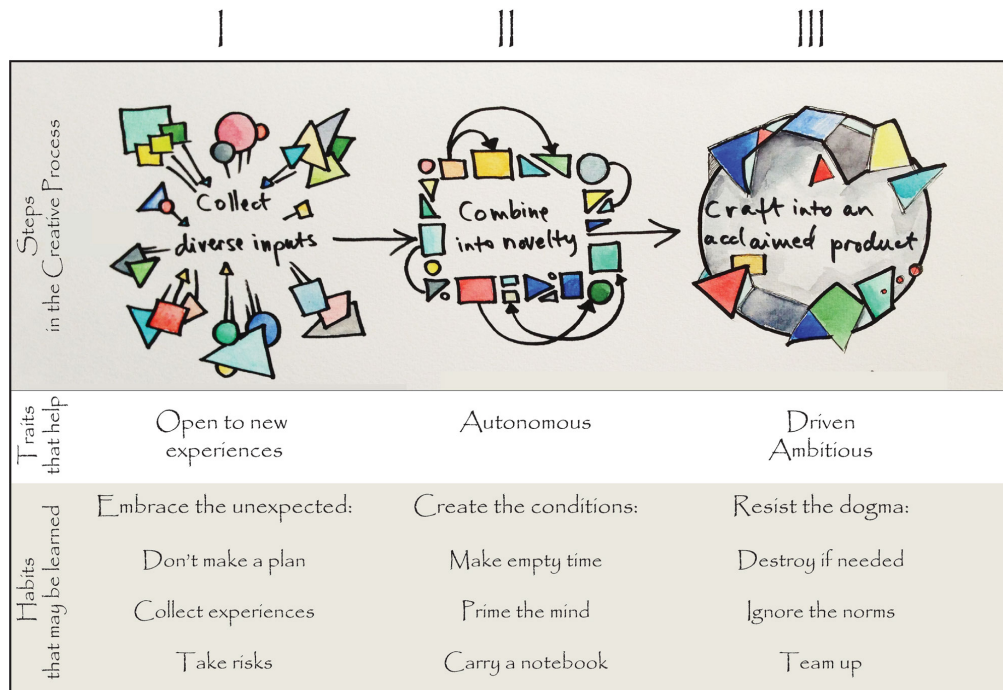 I
II
III
Steps
in the Creative Process
Collect
diverse inputs
Combine
into novelty
Craft into an
acclaimed product
Traits
that help
Open to new
experiences
Autonomous
Driven
Ambitious
Habits
that may be learned
Embrace the unexpected:
Create the conditions:
Resist the dogma:
Don't make a plan
Make empty time
Destroy if needed
Collect experiences
Prime the mind
Ignore the norms
Take risks
Carry a notebook
Team up